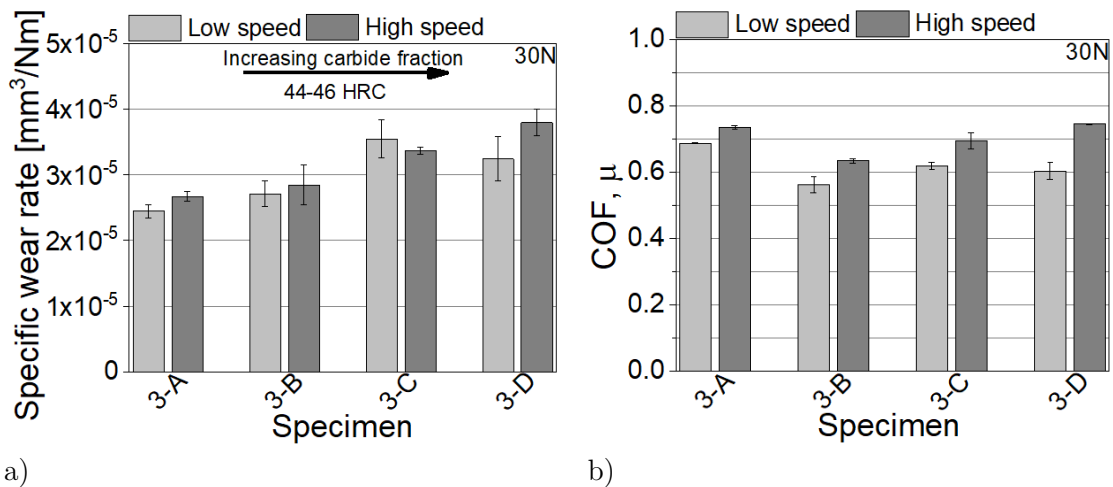 Low speed High speed
5x10⁻⁵
4x10⁻⁵
3x10⁻⁵
2x10⁻⁵
1x10⁻⁵
0
Specific wear rate [mm³/Nm]
Increasing carbide fraction
44-46 HRC
30N
3-A
3-B
3-C
3-D
Specimen
a)
Low speed High speed
1.0
0.8
0.6
0.4
0.2
0.0
COF, μ
30N
3-A
3-B
3-C
3-D
Specimen
b)